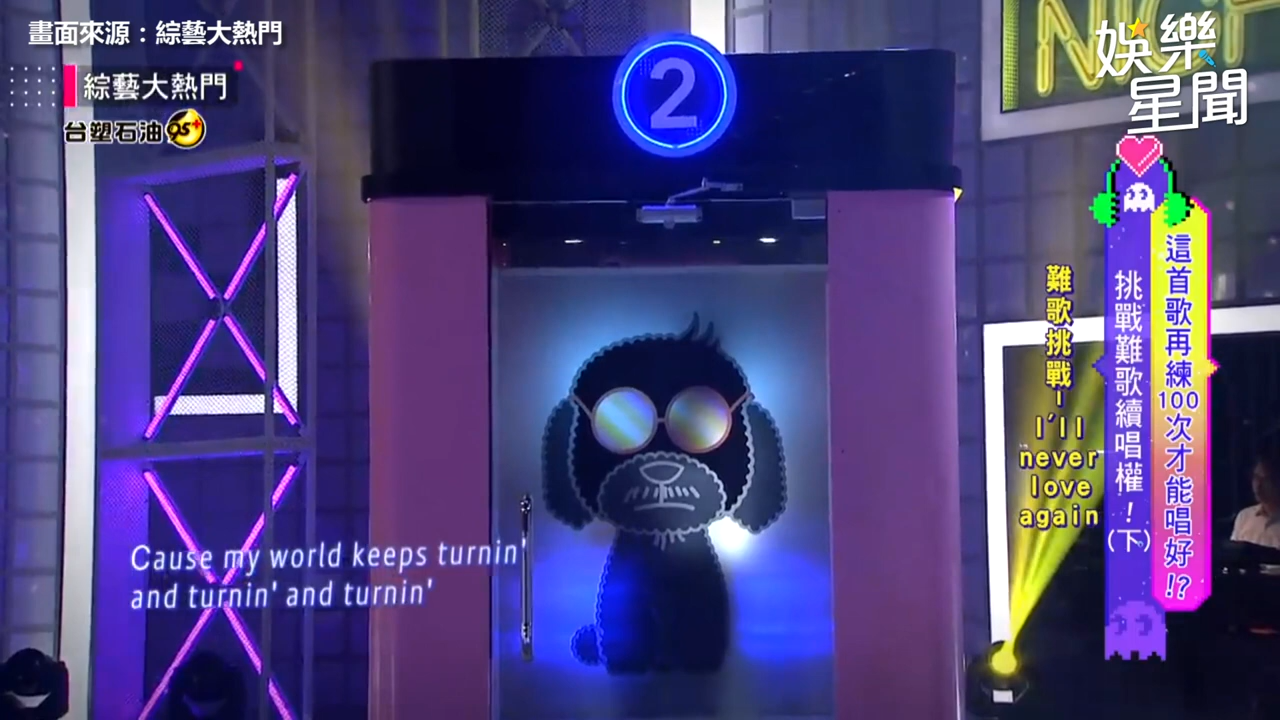 畫面來源：綜藝大熱門
綜藝大熱門
台塑石油 95+
2
NIGH
娛樂
星聞
這首歌再練100次才能唱好!?
挑戰難歌續唱權！(下)
難歌挑戰-I'll never love again
Cause my world keeps turnin'
and turnin' and turnin'